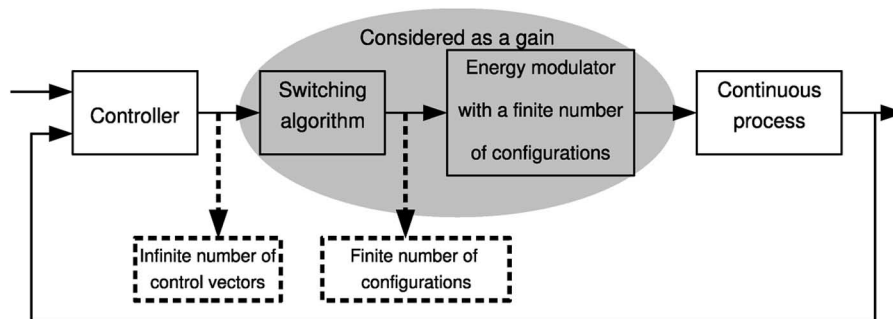 Considered as a gain
Controller
Switching
algorithm
Energy modulator
with a finite number
of configurations
Continuous
process
Infinite number of
control vectors
Finite number of
configurations